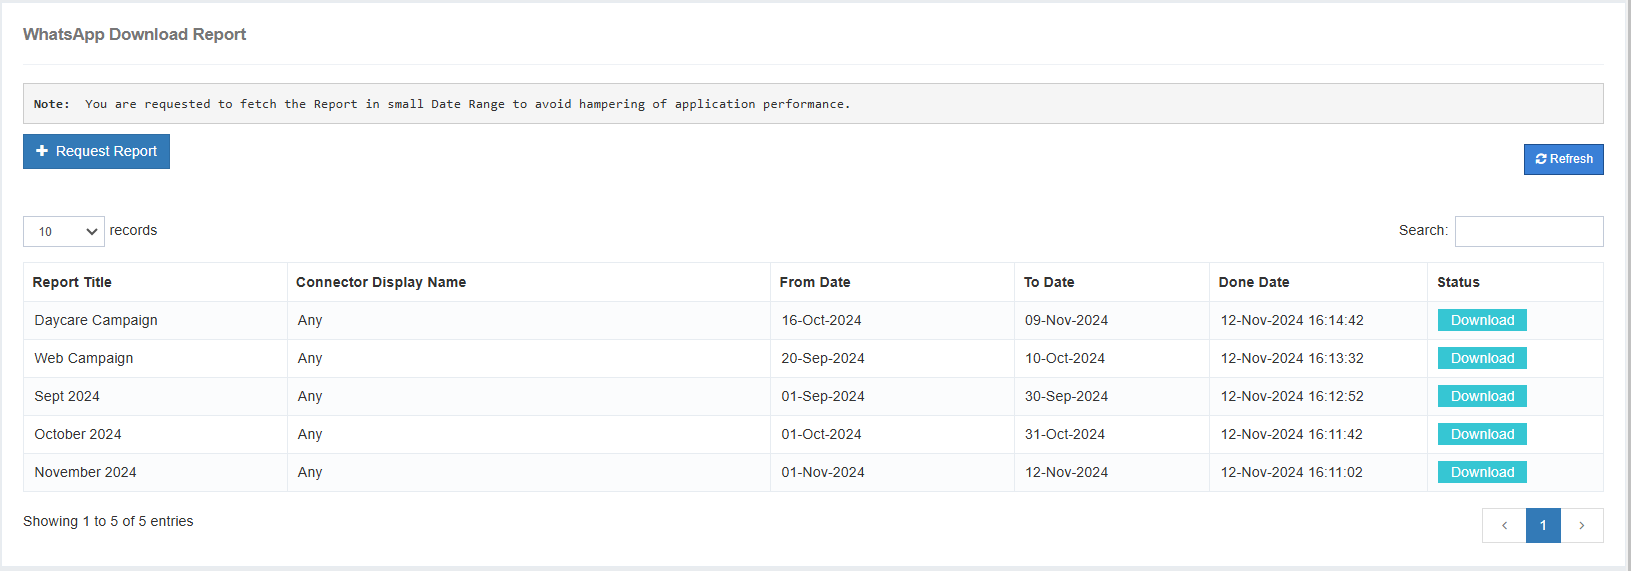 WhatsApp Download Report
Note: You are requested to fetch the Report in small Date Range to avoid hampering of application performance.
Request Report
Refresh
10 records Search:
Report Title Connector Display Name From Date To Date Done Date Status
Daycare Campaign Any 16-Oct-2024 09-Nov-2024 12-Nov-2024 16:14:42 Download
Web Campaign Any 20-Sep-2024 10-Oct-2024 12-Nov-2024 16:13:32 Download
Sept 2024 Any 01-Sep-2024 30-Sep-2024 12-Nov-2024 16:12:52 Download
October 2024 Any 01-Oct-2024 31-Oct-2024 12-Nov-2024 16:11:42 Download
November 2024 Any 01-Nov-2024 12-Nov-2024 12-Nov-2024 16:11:02 Download
Showing 1 to 5 of 5 entries
< 1 >